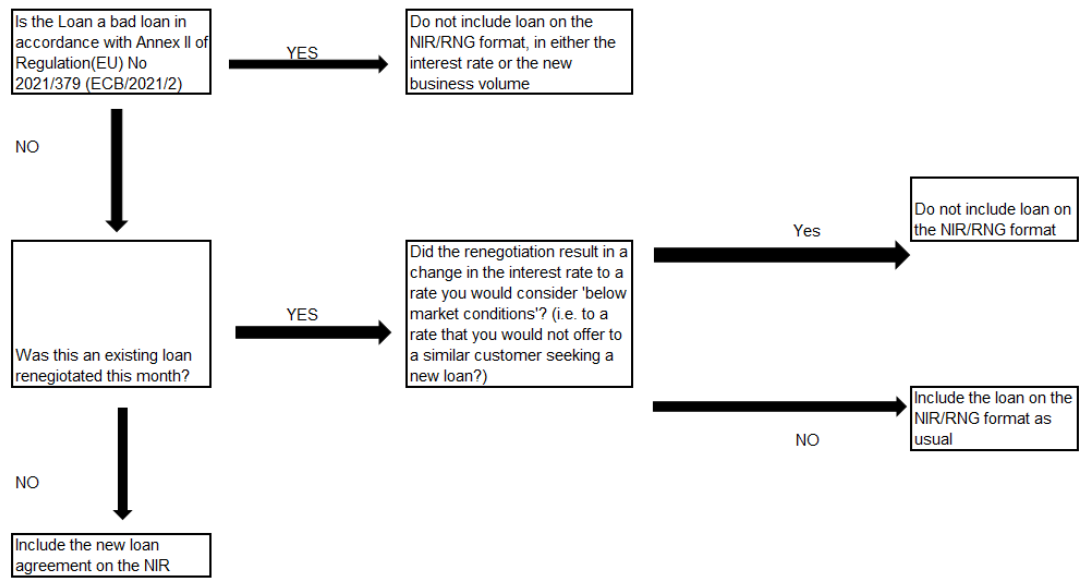 Is the Loan a bad loan in
accordance with Annex II of
Regulation(EU) No
2021/379 (ECB/2021/2)
YES
Do not include loan on the
NIR/RNG format, in either the
interest rate or the new
business volume
NO
Was this an existing loan
renegiotated this month?
YES
Did the renegotiation result in a
change in the interest rate to a
rate you would consider 'below
market conditions'? (i.e. to a
rate that you would not offer to
a similar customer seeking a
new loan?)
Yes
Do not include loan on
the NIR/RNG format
NO
Include the loan on the
NIR/RNG format as
usual
NO
Include the new loan
agreement on the NIR